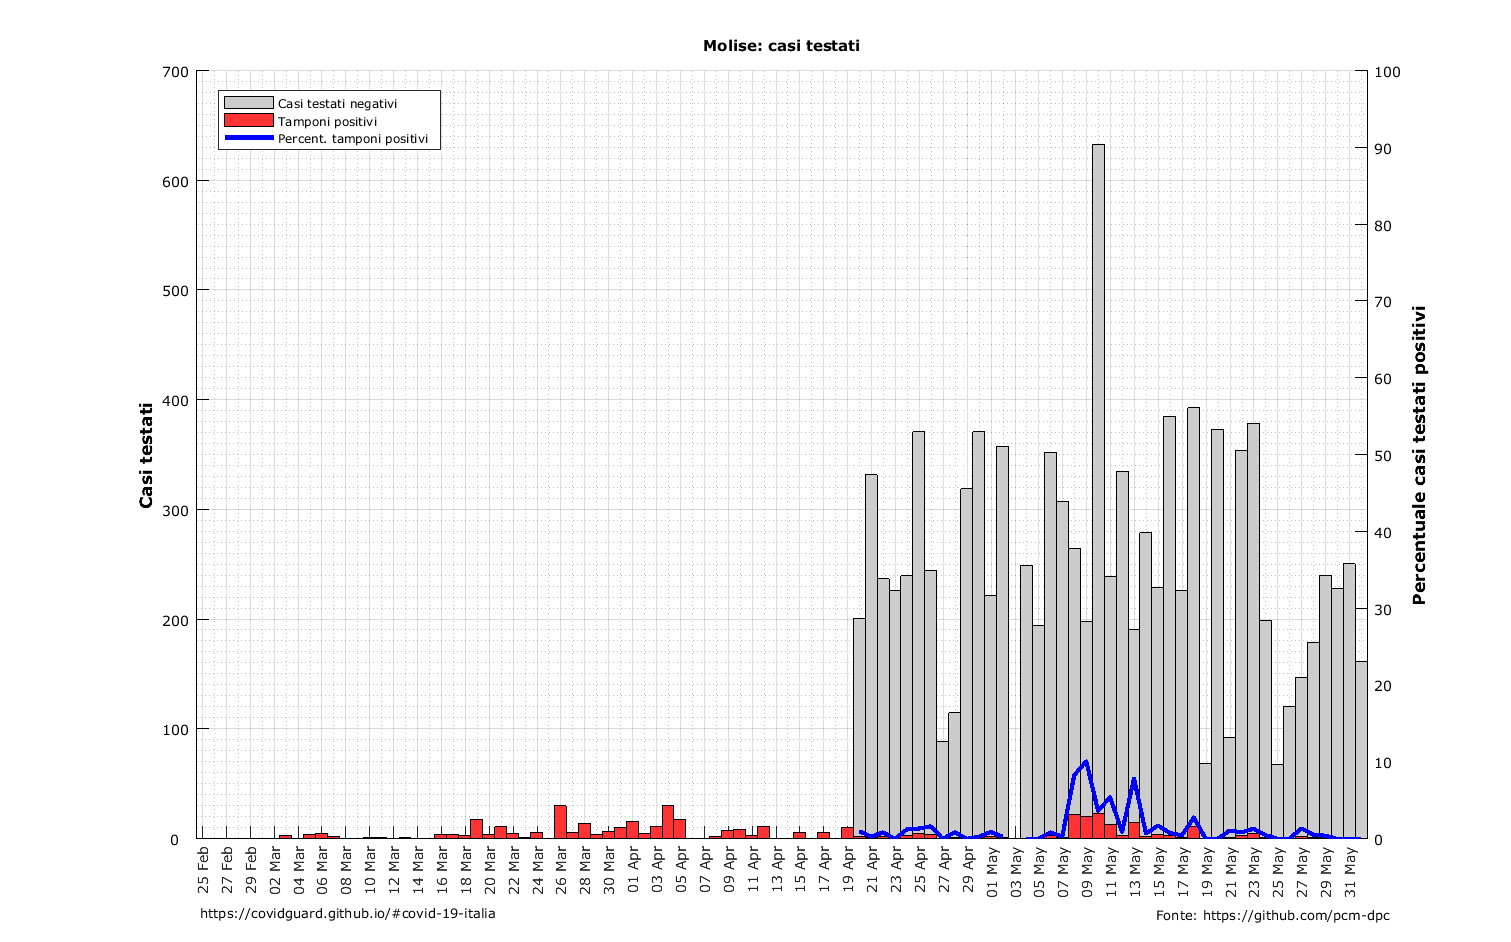 Molise: casi testati
Casi testati negativi
Tamponi positivi
Percent. tamponi positivi
Casi testati
700
600
500
400
300
200
100
0
100
90
80
70
60
50
40
30
20
10
0
Percentuale casi testati positivi
25 Feb
27 Feb
29 Feb
02 Mar
04 Mar
06 Mar
08 Mar
10 Mar
12 Mar
14 Mar
16 Mar
18 Mar
20 Mar
22 Mar
24 Mar
26 Mar
28 Mar
30 Mar
01 Apr
03 Apr
05 Apr
07 Apr
09 Apr
11 Apr
13 Apr
15 Apr
17 Apr
19 Apr
21 Apr
23 Apr
25 Apr
27 Apr
29 Apr
01 May
03 May
05 May
07 May
09 May
11 May
13 May
15 May
17 May
19 May
21 May
23 May
25 May
27 May
29 May
31 May
https://covidguard.github.io/#covid-19-italia
Fonte: https://github.com/pcm-dpc